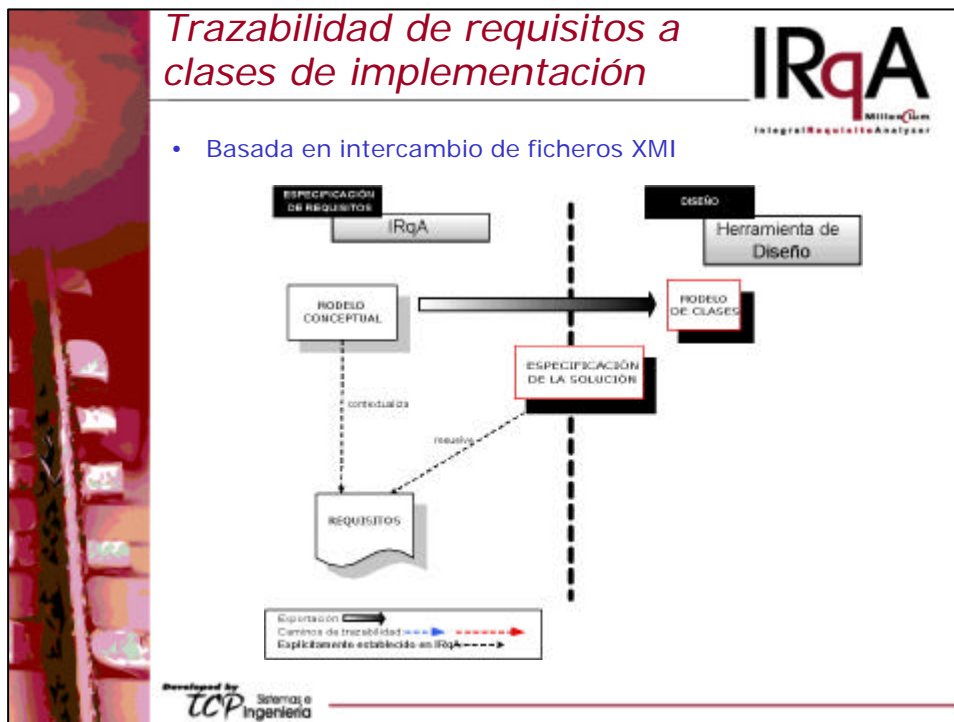 Trazabilidad de requisitos a
clases de implementación
IRqA
Millennium
IntegralRequisiteAnalyzer
• Basada en intercambio de ficheros XMI
ESPECIFICACIÓN
DE REQUISITOS
IRqA
DISEÑO
Herramienta de
Diseño
MODELO
CONCEPTUAL
MODELO
DE CLASES
ESPECIFICACIÓN
DE LA SOLUCIÓN
contextualiza
resuelve
REQUISITOS
Exportación
Caminos de trazabilidad:
Explícitamente establecido en IRqA
Developed by
TCP Sistemas e
Ingeniería